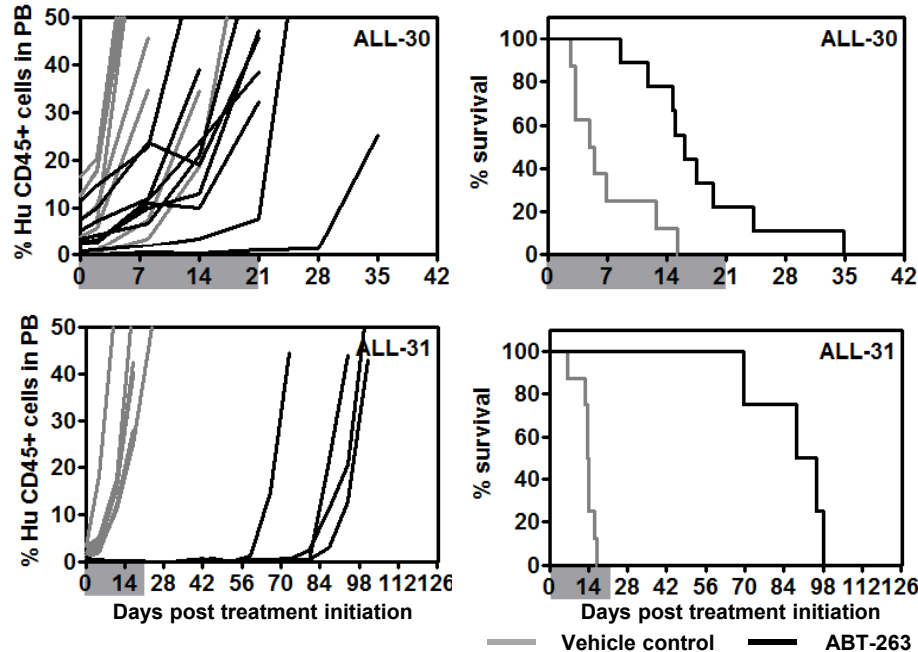 % Hu CD45+ cells in PB
50
40
30
20
10
0
ALL-30
0 7 14 21 28 35 42
% survival
100
80
60
40
20
0
ALL-30
0 7 14 21 28 35 42
% Hu CD45+ cells in PB
50
40
30
20
10
0
ALL-31
0 14 28 42 56 70 84 98 112 126
Days post treatment initiation
% survival
100
80
60
40
20
0
ALL-31
0 14 28 42 56 70 84 98 112 126
Days post treatment initiation
Vehicle control ABT-263